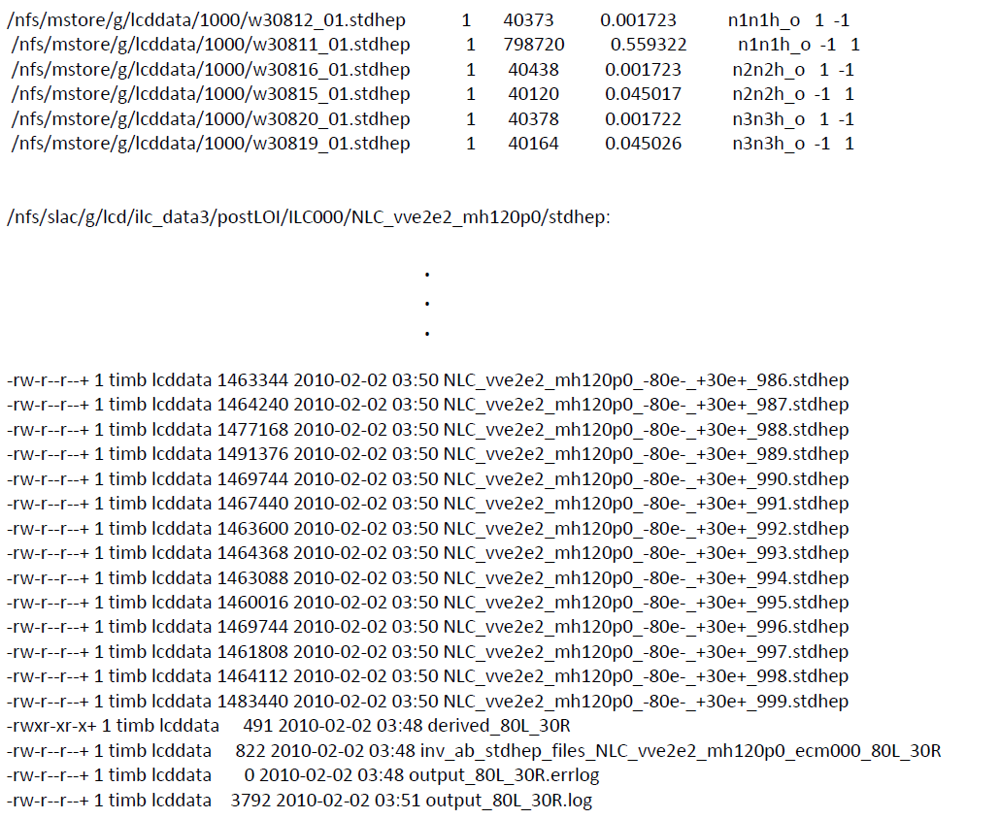 /nfs/mstore/g/lcddata/1000/w30812_01.stdhep 1 40373 0.001723 n1n1h_o 1 -1
/nfs/mstore/g/lcddata/1000/w30811_01.stdhep 1 798720 0.559322 n1n1h_o -1 1
/nfs/mstore/g/lcddata/1000/w30816_01.stdhep 1 40438 0.001723 n2n2h_o 1 -1
/nfs/mstore/g/lcddata/1000/w30815_01.stdhep 1 40120 0.045017 n2n2h_o -1 1
/nfs/mstore/g/lcddata/1000/w30820_01.stdhep 1 40378 0.001722 n3n3h_o 1 -1
/nfs/mstore/g/lcddata/1000/w30819_01.stdhep 1 40164 0.045026 n3n3h_o -1 1
/nfs/slac/g/lcd/ilc_data3/postLOI/ILC000/NLC_vve2e2_mh120p0/stdhep:
.
.
.
-rw-r--r--+ 1 timb lcddata 1463344 2010-02-02 03:50 NLC_vve2e2_mh120p0_-80e-_+30e+_986.stdhep
-rw-r--r--+ 1 timb lcddata 1464240 2010-02-02 03:50 NLC_vve2e2_mh120p0_-80e-_+30e+_987.stdhep
-rw-r--r--+ 1 timb lcddata 1477168 2010-02-02 03:50 NLC_vve2e2_mh120p0_-80e-_+30e+_988.stdhep
-rw-r--r--+ 1 timb lcddata 1491376 2010-02-02 03:50 NLC_vve2e2_mh120p0_-80e-_+30e+_989.stdhep
-rw-r--r--+ 1 timb lcddata 1469744 2010-02-02 03:50 NLC_vve2e2_mh120p0_-80e-_+30e+_990.stdhep
-rw-r--r--+ 1 timb lcddata 1467440 2010-02-02 03:50 NLC_vve2e2_mh120p0_-80e-_+30e+_991.stdhep
-rw-r--r--+ 1 timb lcddata 1463600 2010-02-02 03:50 NLC_vve2e2_mh120p0_-80e-_+30e+_992.stdhep
-rw-r--r--+ 1 timb lcddata 1464368 2010-02-02 03:50 NLC_vve2e2_mh120p0_-80e-_+30e+_993.stdhep
-rw-r--r--+ 1 timb lcddata 1463088 2010-02-02 03:50 NLC_vve2e2_mh120p0_-80e-_+30e+_994.stdhep
-rw-r--r--+ 1 timb lcddata 1460016 2010-02-02 03:50 NLC_vve2e2_mh120p0_-80e-_+30e+_995.stdhep
-rw-r--r--+ 1 timb lcddata 1469744 2010-02-02 03:50 NLC_vve2e2_mh120p0_-80e-_+30e+_996.stdhep
-rw-r--r--+ 1 timb lcddata 1461808 2010-02-02 03:50 NLC_vve2e2_mh120p0_-80e-_+30e+_997.stdhep
-rw-r--r--+ 1 timb lcddata 1464112 2010-02-02 03:50 NLC_vve2e2_mh120p0_-80e-_+30e+_998.stdhep
-rw-r--r--+ 1 timb lcddata 1483440 2010-02-02 03:50 NLC_vve2e2_mh120p0_-80e-_+30e+_999.stdhep
-rwxr-xr-x+ 1 timb lcddata 491 2010-02-02 03:48 derived_80L_30R
-rw-r--r--+ 1 timb lcddata 822 2010-02-02 03:48 inv_ab_stdhep_files_NLC_vve2e2_mh120p0_ecm000_80L_30R
-rw-r--r--+ 1 timb lcddata 0 2010-02-02 03:48 output_80L_30R.errlog
-rw-r--r--+ 1 timb lcddata 3792 2010-02-02 03:51 output_80L_30R.log